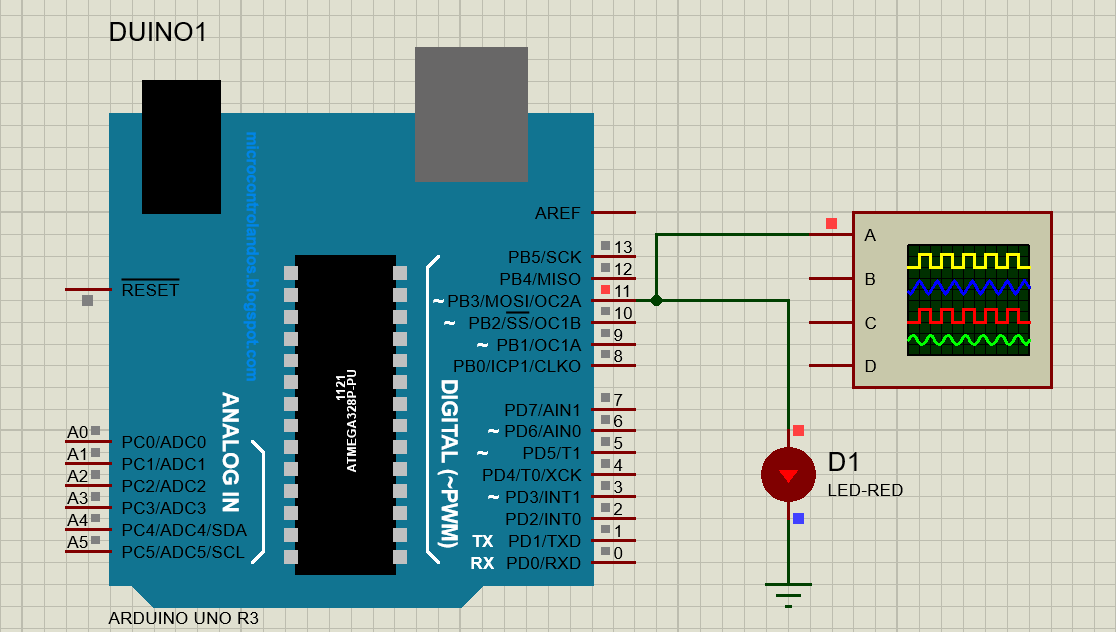 DUINO1
microcontrolandos.blogspot.com
AREF
PB5/SCK 13
PB4/MISO 12
~ PB3/MOSI/OC2A 11
~ PB2/SS/OC1B 10
~ PB1/OC1A 9
PB0/ICP1/CLKO 8
PD7/AIN1 7
~ PD6/AIN0 6
~ PD5/T1 5
PD4/T0/XCK 4
~ PD3/INT1 3
PD2/INT0 2
TX PD1/TXD 1
RX PD0/RXD 0
RESET
A0 PC0/ADC0
A1 PC1/ADC1
A2 PC2/ADC2
A3 PC3/ADC3
A4 PC4/ADC4/SDA
A5 PC5/ADC5/SCL
ANALOG IN
1121
ATMEGA328P-PU
DIGITAL (~PWM)
ARDUINO UNO R3
A
B
C
D
D1
LED-RED